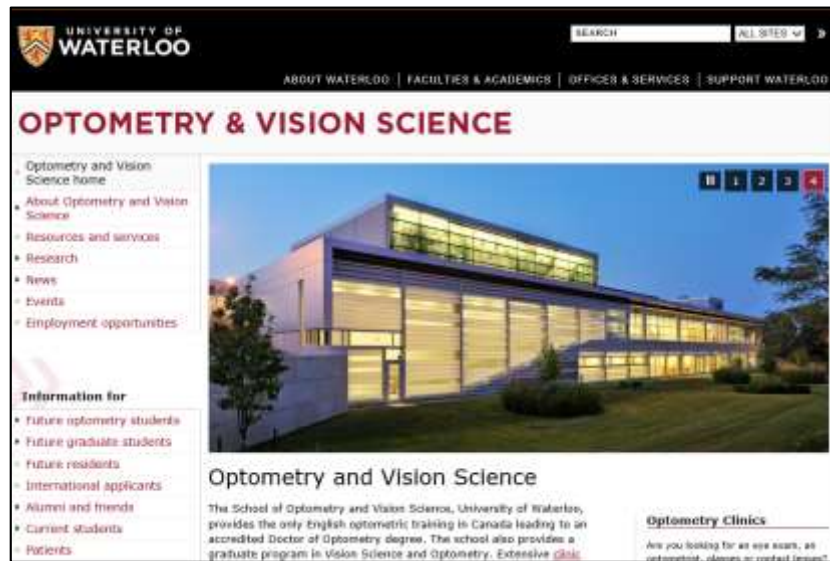 UNIVERSITY OF
WATERLOO
SEARCH
ALL SITES
»
ABOUT WATERLOO | FACULTIES & ACADEMICS | OFFICES & SERVICES | SUPPORT WATERLOO
OPTOMETRY & VISION SCIENCE
Optometry and Vision
Science home
About Optometry and Vision
Science
Resources and services
Research
News
Events
Employment opportunities
Information for
Future optometry students
Future graduate students
Future residents
International applicants
Alumni and friends
Current students
Patients
1 2 3 4
Optometry and Vision Science
The School of Optometry and Vision Science, University of Waterloo,
provides the only English optometric training in Canada leading to an
accredited Doctor of Optometry degree. The school also provides a
graduate program in Vision Science and Optometry. Extensive clinic
Optometry Clinics
Are you looking for an eye exam, an
optometrist, glasses or contact lenses?